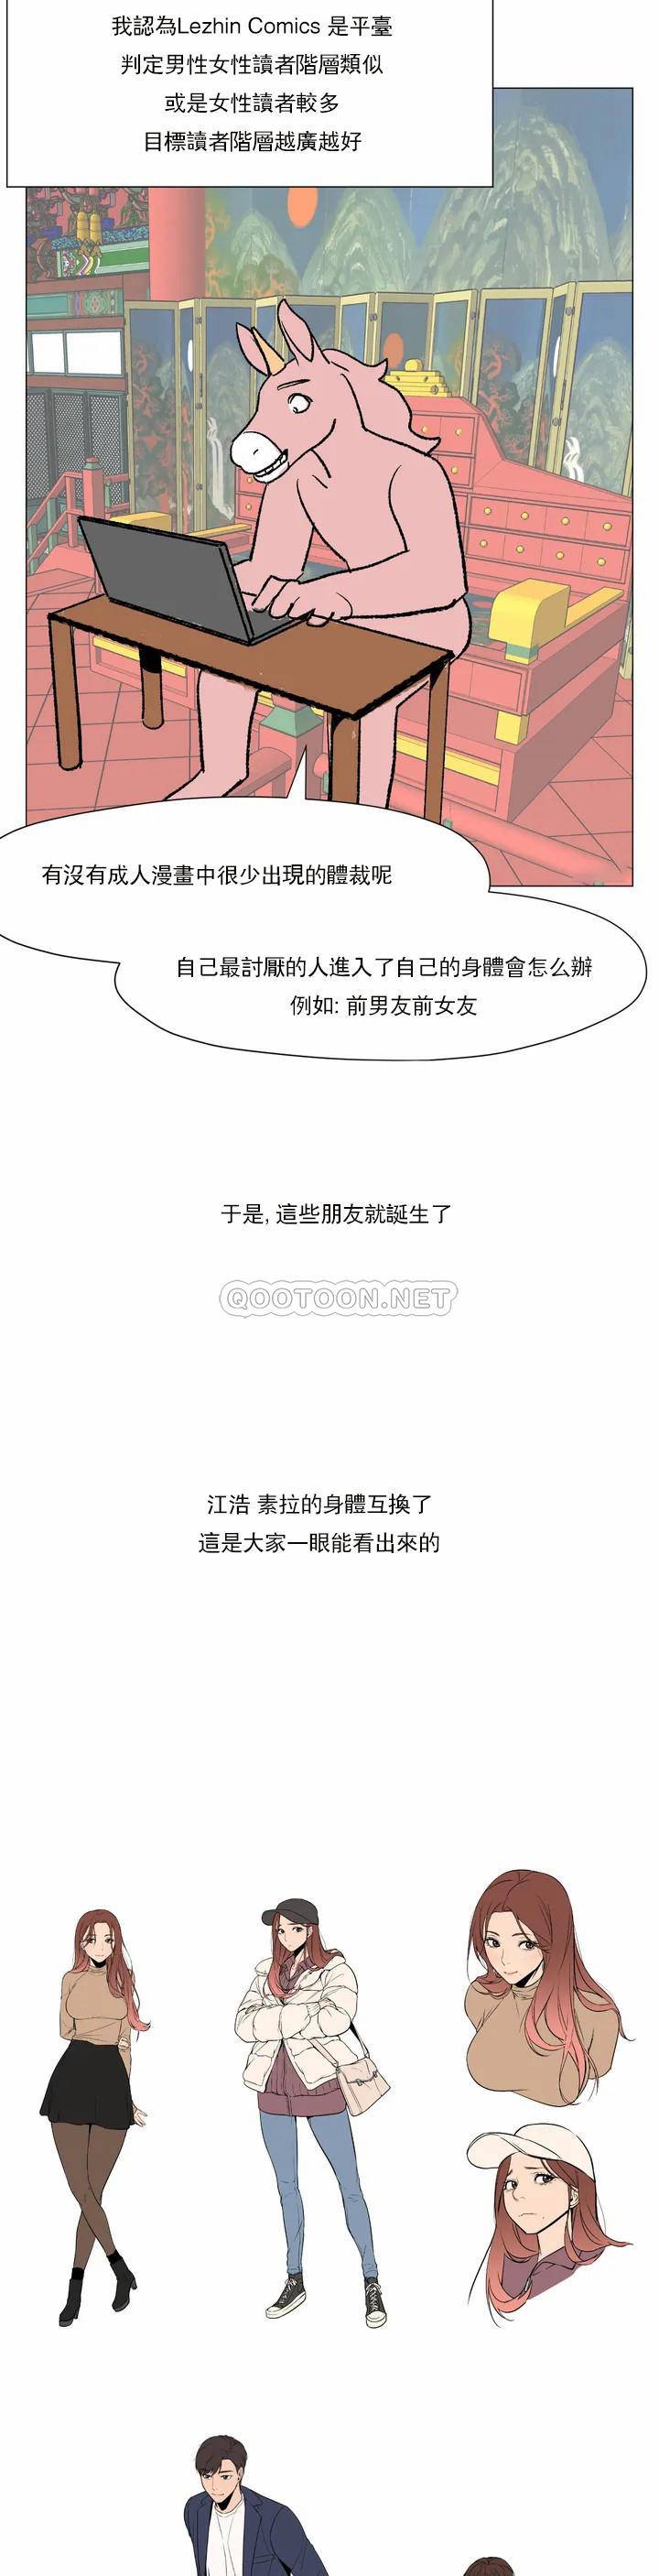 我認為Lezhin Comics 是平臺
判定男性女性讀者階層類似
或是女性讀者較多
目標讀者階層越廣越好
有沒有成人漫畫中很少出現的體裁呢
自己最討厭的人進入了自己的身體會怎么辦
例如: 前男友前女友
于是, 這些朋友就誕生了
QOOTOON.NET
江浩 素拉的身體互換了
這是大家一眼能看出來的